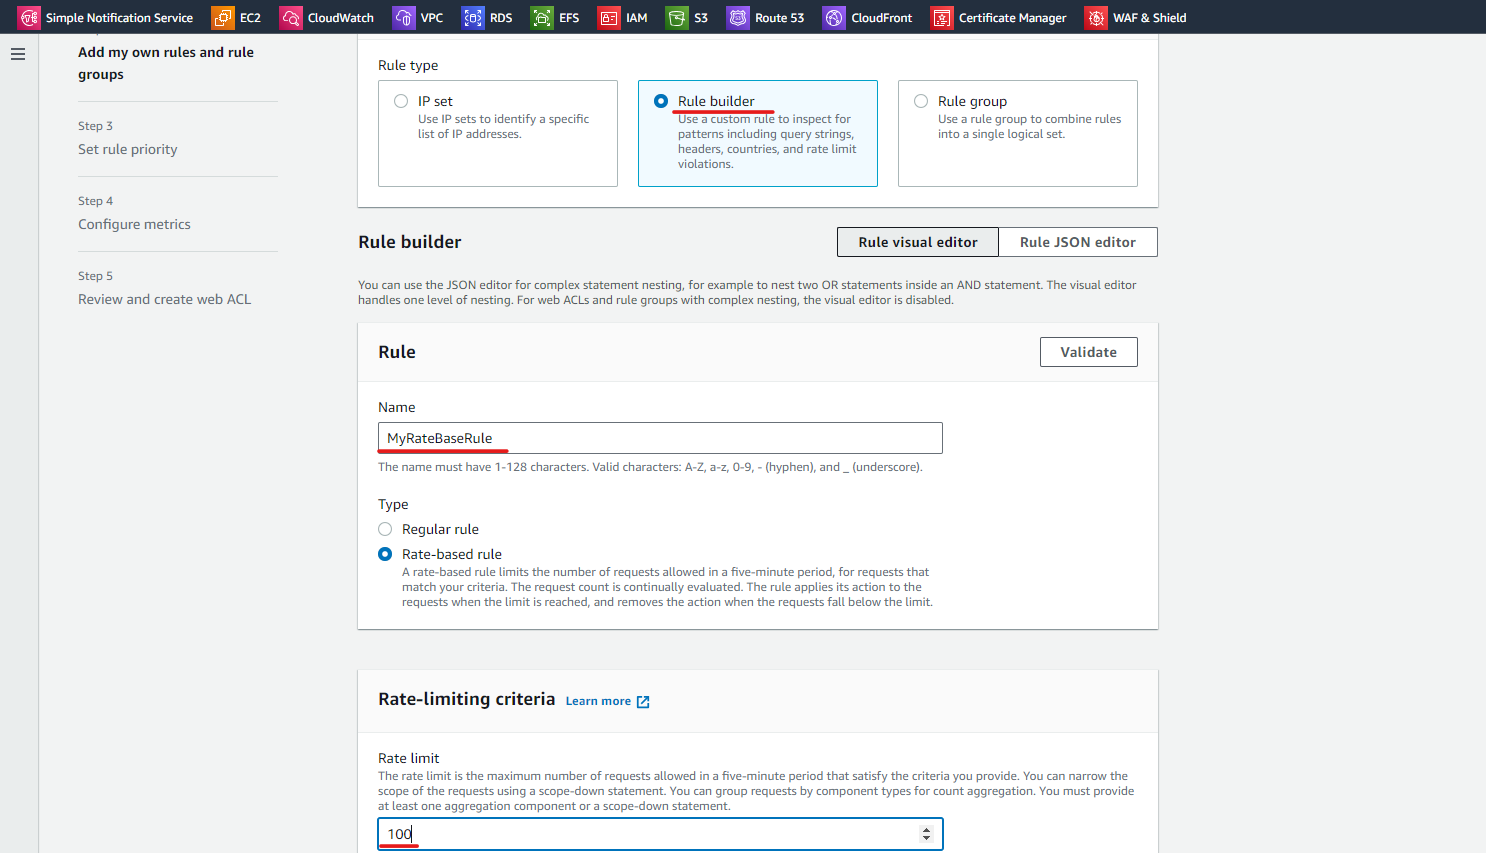 Simple Notification Service EC2 CloudWatch VPC RDS EFS IAM S3 Route 53 CloudFront Certificate Manager WAF & Shield
Add my own rules and rule
groups
Step 3
Set rule priority
Step 4
Configure metrics
Step 5
Review and create web ACL
Rule type
IP set
Use IP sets to identify a specific
list of IP addresses.
Rule builder
Use a custom rule to inspect for
patterns including query strings,
headers, countries, and rate limit
violations.
Rule group
Use a rule group to combine rules
into a single logical set.
Rule builder
Rule visual editor
Rule JSON editor
You can use the JSON editor for complex statement nesting, for example to nest two OR statements inside an AND statement. The visual editor
handles one level of nesting. For web ACLs and rule groups with complex nesting, the visual editor is disabled.
Rule
Validate
Name
MyRateBaseRule
The name must have 1-128 characters. Valid characters: A-Z, a-z, 0-9, - (hyphen), and _ (underscore).
Type
Regular rule
Rate-based rule
A rate-based rule limits the number of requests allowed in a five-minute period, for requests that
match your criteria. The request count is continually evaluated. The rule applies its action to the
requests when the limit is reached, and removes the action when the requests fall below the limit.
Rate-limiting criteria Learn more
Rate limit
The rate limit is the maximum number of requests allowed in a five-minute period that satisfy the criteria you provide. You can narrow the
scope of the requests using a scope-down statement. You can group requests by component types for count aggregation. You must provide
at least one aggregation component or a scope-down statement.
100